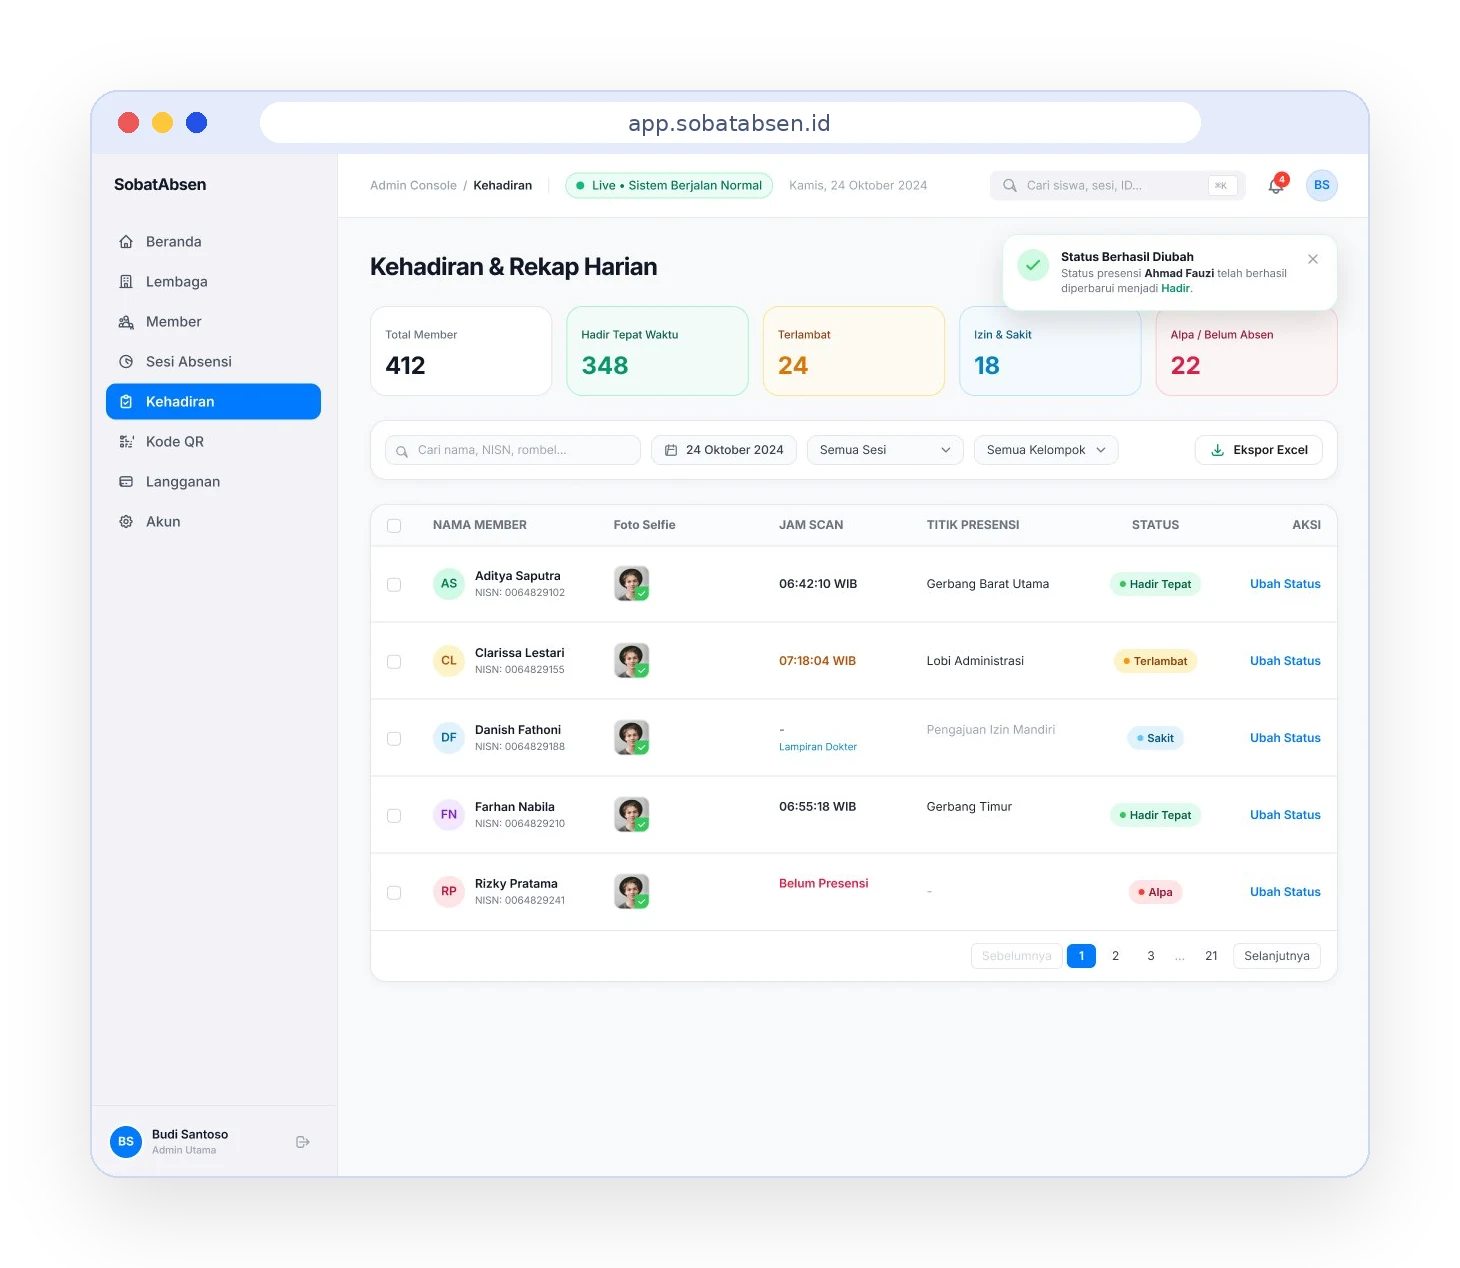 app.sobatabsen.id
SobatAbsen
Beranda
Lembaga
Member
Sesi Absensi
Kehadiran
Kode QR
Langganan
Akun
BS
Budi Santoso
Admin Utama
Admin Console / Kehadiran
Live • Sistem Berjalan Normal
Kamis, 24 Oktober 2024
Cari siswa, sesi, ID...
⌘K
4
BS
Kehadiran & Rekap Harian
Status Berhasil Diubah
Status presensi Ahmad Fauzi telah berhasil
diperbarui menjadi Hadir.
Total Member
412
Hadir Tepat Waktu
348
Terlambat
24
Izin & Sakit
18
Alpa / Belum Absen
22
Cari nama, NISN, rombel...
24 Oktober 2024
Semua Sesi
Semua Kelompok
Ekspor Excel
NAMA MEMBER Foto Selfie JAM SCAN TITIK PRESENSI STATUS AKSI
AS Aditya Saputra
NISN: 0064829102
06:42:10 WIB
Gerbang Barat Utama
Hadir Tepat
Ubah Status
CL Clarissa Lestari
NISN: 0064829155
07:18:04 WIB
Lobi Administrasi
Terlambat
Ubah Status
DF Danish Fathoni
NISN: 0064829188
-
Lampiran Dokter
Pengajuan Izin Mandiri
Sakit
Ubah Status
FN Farhan Nabila
NISN: 0064829210
06:55:18 WIB
Gerbang Timur
Hadir Tepat
Ubah Status
RP Rizky Pratama
NISN: 0064829241
Belum Presensi
-
Alpa
Ubah Status
Sebelumnya 1 2 3 ... 21 Selanjutnya